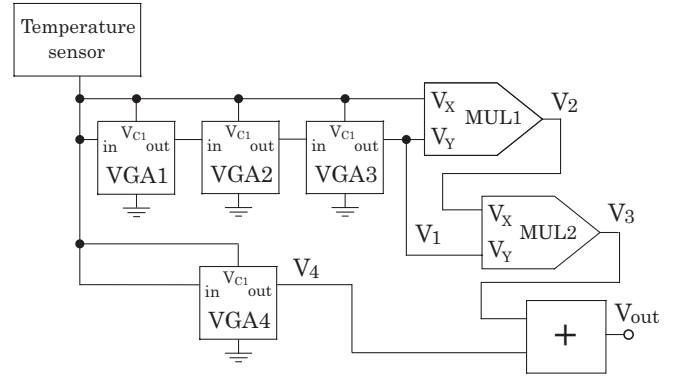 Temperature
sensor
V_X
MUL1
V_Y
V_2
V_C1
in out
VGA1
V_C1
in out
VGA2
V_C1
in out
VGA3
V_1
V_X
MUL2
V_Y
V_3
V_C1
in out
VGA4
V_4
+
V_out